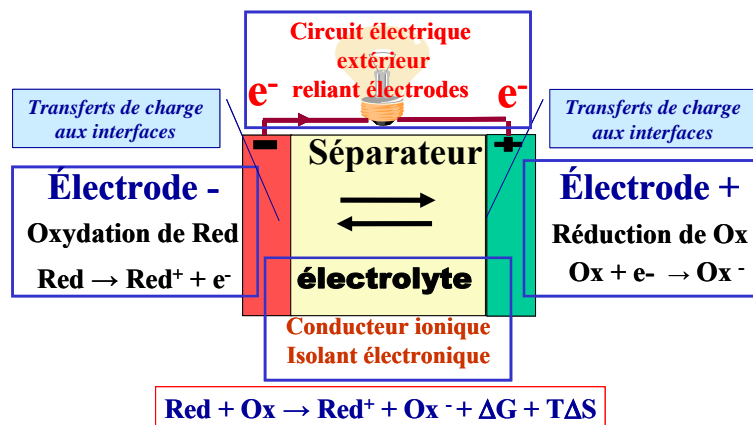 Circuit électrique
extérieur
reliant électrodes
e⁻ e⁻
Transferts de charge
aux interfaces
Transferts de charge
aux interfaces
- +
Séparateur
Électrode -
Oxydation de Red
Red → Red⁺ + e⁻
Électrode +
Réduction de Ox
Ox + e- → Ox ⁻
électrolyte
Conducteur ionique
Isolant électronique
Red + Ox → Red⁺ + Ox ⁻ + ΔG + TΔS